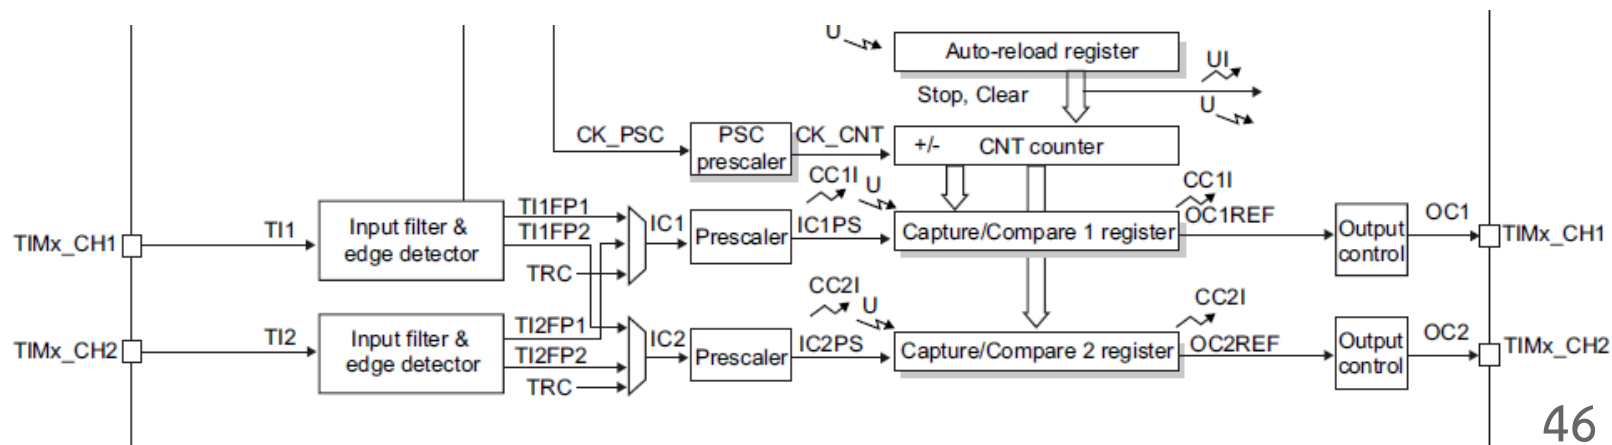 U
Auto-reload register
UI
Stop, Clear
U
CK_PSC
PSC
prescaler
CK_CNT
+/- CNT counter
CC1I
U
CC1I
TIMx_CH1
TI1
Input filter &
edge detector
TI1FP1
TI1FP2
TRC
IC1
Prescaler
IC1PS
Capture/Compare 1 register
OC1REF
Output
control
OC1
TIMx_CH1
CC2I
U
CC2I
TIMx_CH2
TI2
Input filter &
edge detector
TI2FP1
TI2FP2
TRC
IC2
Prescaler
IC2PS
Capture/Compare 2 register
OC2REF
Output
control
OC2
TIMx_CH2
46